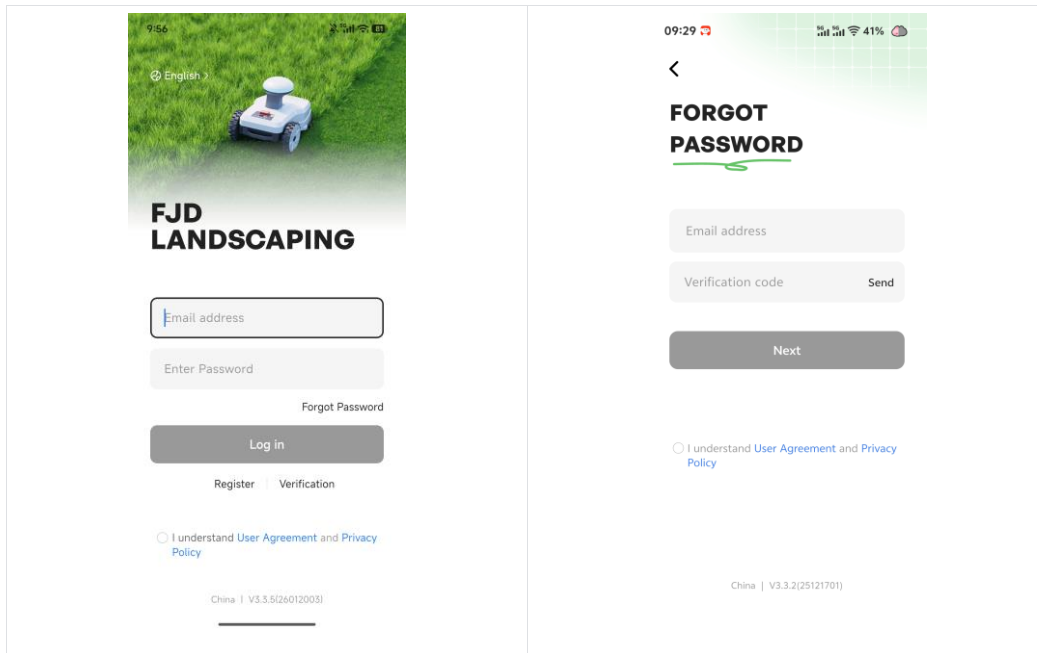 9:56
English >
FJD
LANDSCAPING
Email address
Enter Password
Forgot Password
Log in
Register | Verification
I understand User Agreement and Privacy
Policy
China | V3.3.5(26012003)
09:29
5G 5G 41%
FORGOT
PASSWORD
Email address
Verification code Send
Next
I understand User Agreement and Privacy
Policy
China | V3.3.2(25121701)